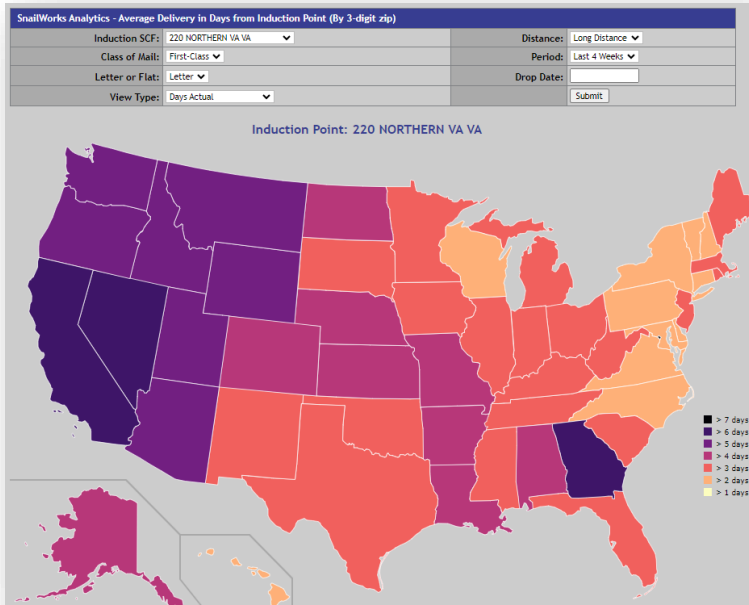 SnailWorks Analytics - Average Delivery in Days from Induction Point (By 3-digit zip)
Induction SCF: 220 NORTHERN VA VA Distance: Long Distance
Class of Mail: First-Class Period: Last 4 Weeks
Letter or Flat: Letter Drop Date:
View Type: Days Actual Submit
Induction Point: 220 NORTHERN VA VA
> 7 days
> 6 days
> 5 days
> 4 days
> 3 days
> 2 days
> 1 days